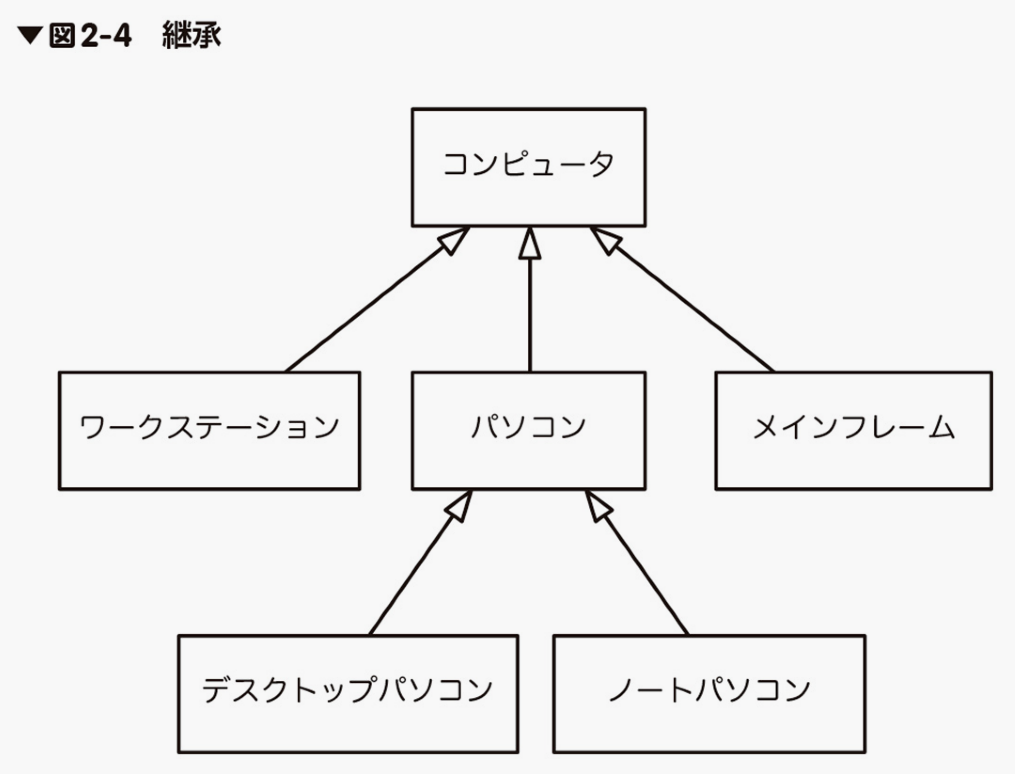 ▼図2-4 継承
コンピュータ
ワークステーション
パソコン
メインフレーム
デスクトップパソコン
ノートパソコン